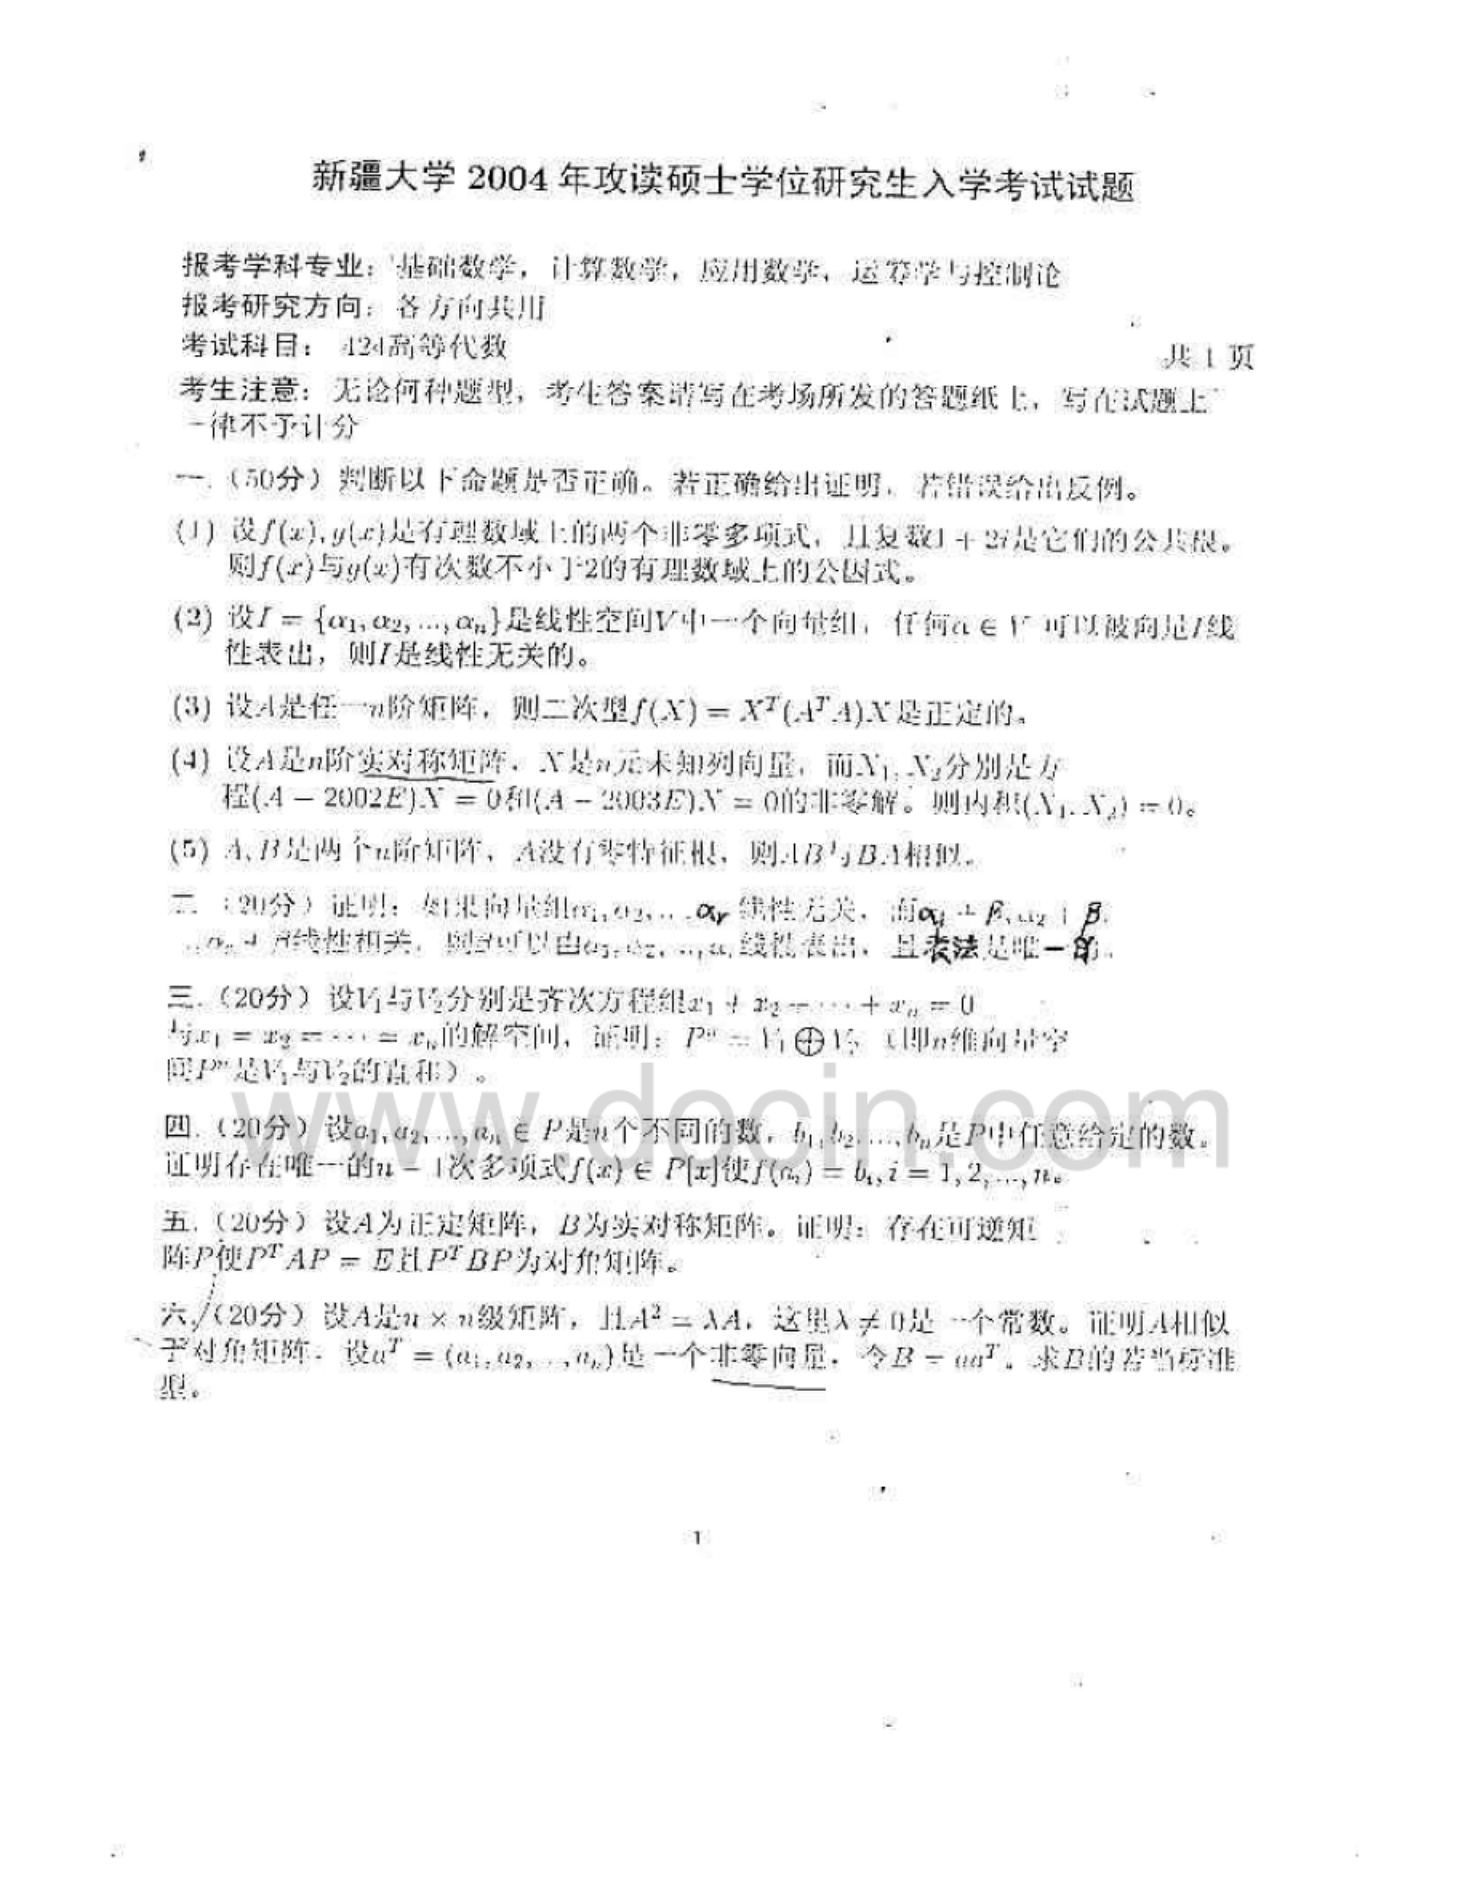 新疆大学 2004 年攻读硕士学位研究生入学考试试题
报考学科专业：基础数学，计算数学，应用数学，运筹学与控制论
报考研究方向：各方向共用
考试科目： 424高等代数
共 1 页
考生注意：无论何种题型，考生答案请写在考场所发的答题纸上，写在试题上
一律不予计分
一.（50分）判断以下命题是否正确。若正确给出证明，若错误给出反例。
(1) 设f(x), g(x)是有理数域上的两个非零多项式，且复数1 + 2i是它们的公共根。
则f(x)与g(x)有次数不小于2的有理数域上的公因式。
(2) 设I = {α1, α2, ..., αn}是线性空间V中一个向量组，任何α ∈ V 可以被向是I线
性表出，则I是线性无关的。
(3) 设A是任一n阶矩阵，则二次型f(X) = X^T(A^T A)X是正定的。
(4) 设A是n阶实对称矩阵，X是n元未知列向量，而X1, X2分别是方
程(A − 2002E)X = 0和(A − 2003E)X = 0的非零解。则内积(X1, X2) = 0。
(5) A, B是两个n阶矩阵，A没有零特征根，则AB与BA相似。
二.（20分）证明：如果向量组α1, α2, ..., αr 线性无关，而α1 + β, α2 + β,
..., αr + β线性相关，则β可以由α1, α2, ..., αr线性表出，且表法是唯一的。
三.（20分）设V1与V2分别是齐次方程组x1 + x2 + ⋯ + xn = 0
与x1 = x2 = ⋯ = xn的解空间，证明：P^n = V1 ⊕ V2 （即n维向量空
间P^n是V1与V2的直和）。
四.（20分）设a1, a2, ..., an ∈ P是n个不同的数，b1, b2, ..., bn是P中任意给定的数。
证明存在唯一的n − 1次多项式f(x) ∈ P[x]使f(ai) = bi, i = 1, 2, ..., n。
五.（20分）设A为正定矩阵，B为实对称矩阵。证明：存在可逆矩
阵P使P^T AP = E且P^T BP为对角矩阵。
六.（20分）设A是n × n级矩阵，且A² = λA，这里λ ≠ 0是一个常数。证明A相似
于对角矩阵．设a^T = (a1, a2, ..., an)是一个非零向量，令B = aa^T。求B的若当标准
型。
www.docin.com
1